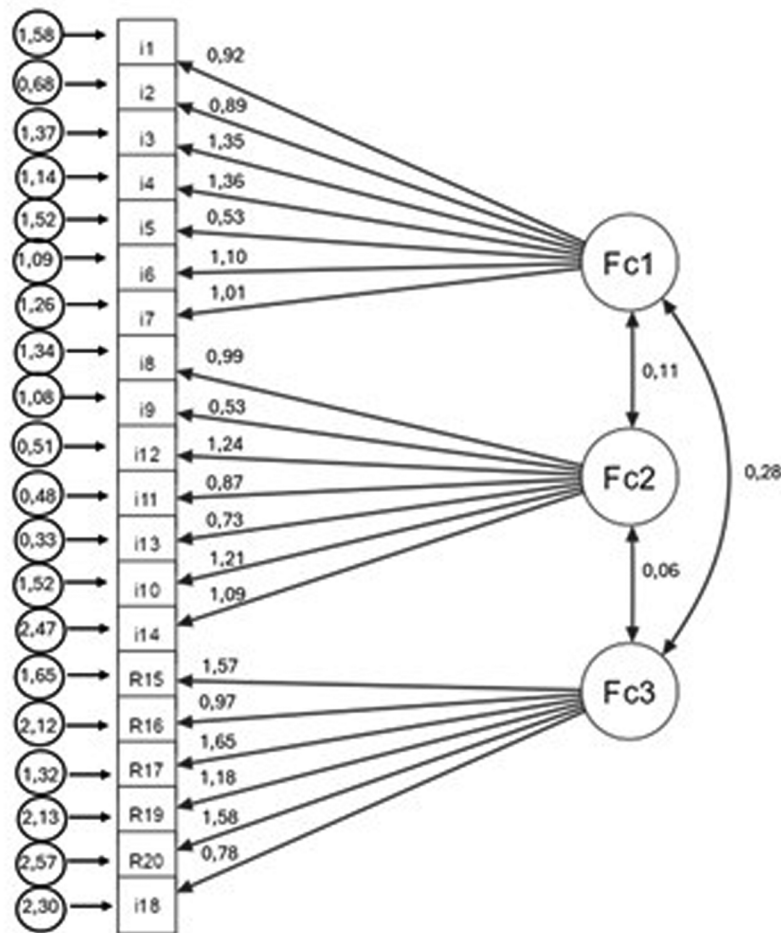 1,58 i1 0,92
0,68 i2 0,89
1,37 i3 1,35
1,14 i4 1,36
1,52 i5 0,53
1,09 i6 1,10
1,26 i7 1,01
Fc1
1,34 i8 0,99
0,11
1,08 i9 0,53
0,51 i12 1,24
0,48 i11 0,87
Fc2
0,28
0,33 i13 0,73
1,52 i10 1,21
0,06
2,47 i14 1,09
1,65 R15 1,57
2,12 R16 0,97
Fc3
1,32 R17 1,65
2,13 R19 1,18
2,57 R20 1,58
2,30 i18 0,78